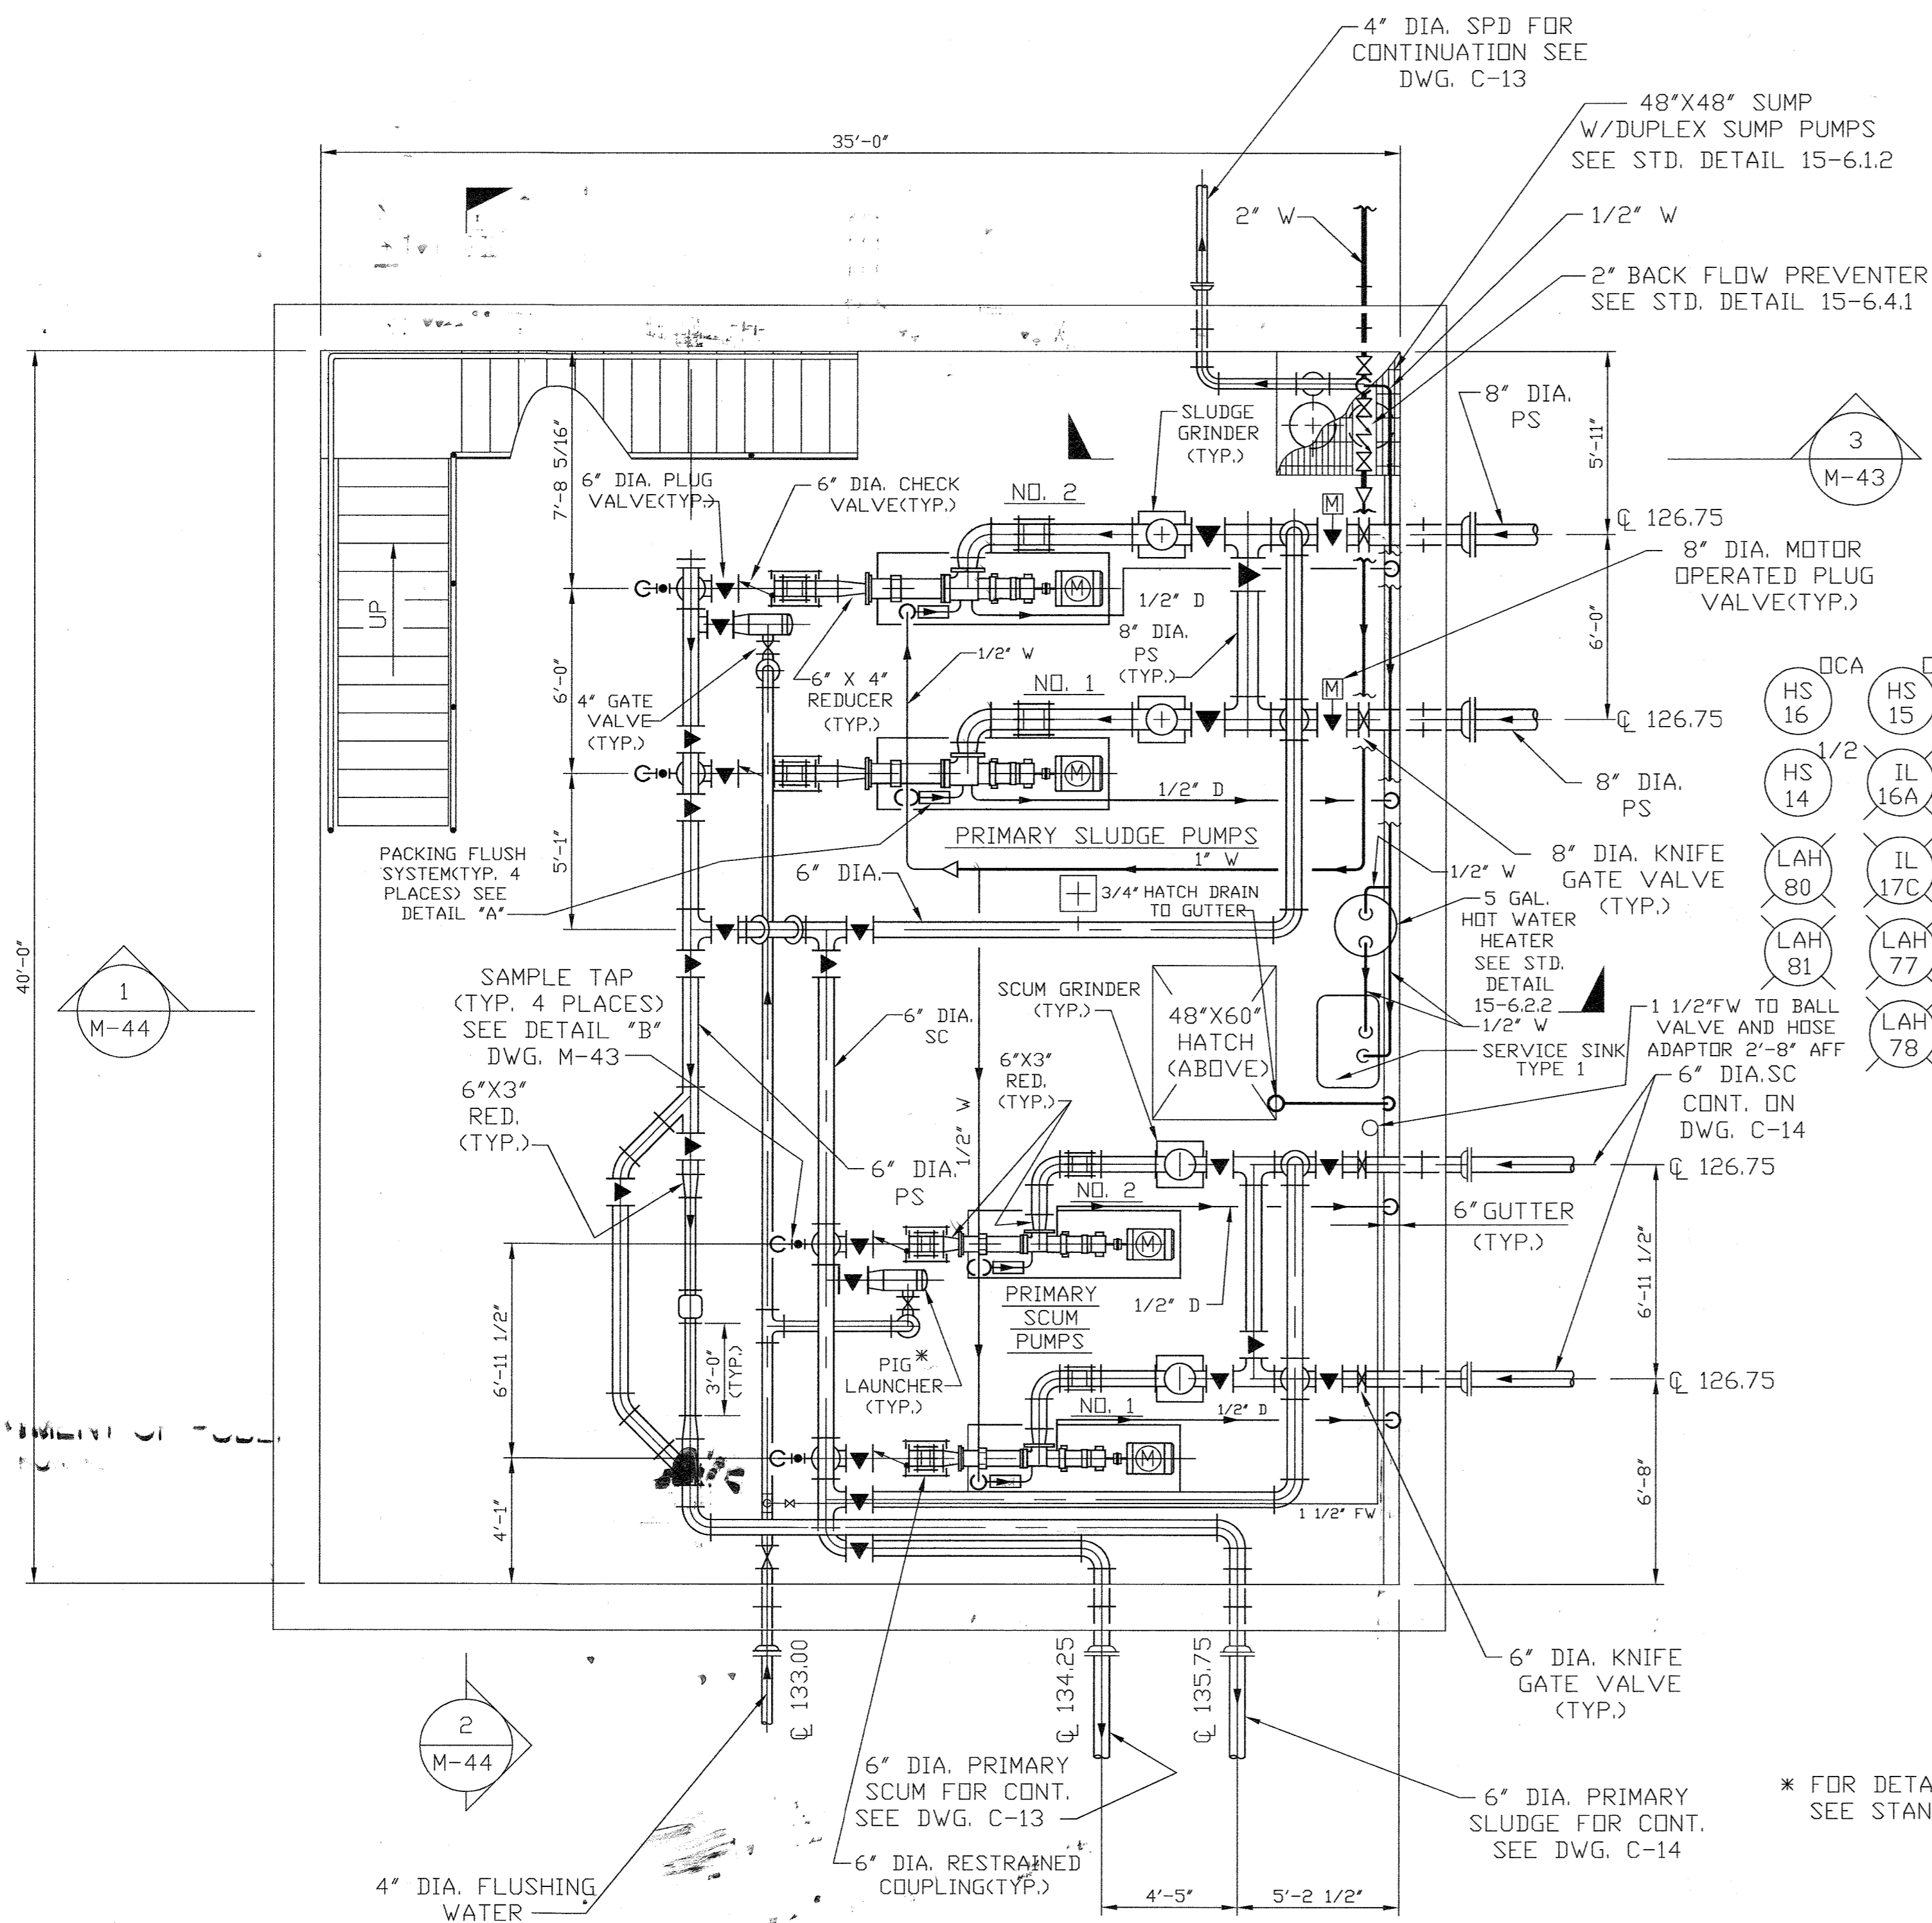 4" DIA. SPD FOR
CONTINUATION SEE
DWG. C-13
48"X48" SUMP
W/DUPLEX SUMP PUMPS
SEE STD. DETAIL 15-6.1.2
35'-0"
2" W
1/2" W
2" BACK FLOW PREVENTER
SEE STD. DETAIL 15-6.4.1
8" DIA.
PS
5'-11"
3
M-43
SLUDGE
GRINDER
(TYP.)
7'-8 5/16"
6" DIA. PLUG
VALVE(TYP.)
6" DIA. CHECK
VALVE(TYP.)
NO. 2
M
℄ 126.75
8" DIA. MOTOR
OPERATED PLUG
VALVE(TYP.)
UP
M
1/2" D
8" DIA.
PS
(TYP.)
6'-0"
6'-0"
1/2" W
6" X 4"
REDUCER
(TYP.)
4" GATE
VALVE
(TYP.)
NO. 1
M
℄ 126.75
OCA
HS
16
HS
15
M
1/2" D
8" DIA.
PS
1/2
HS
14
IL
16A
PRIMARY SLUDGE PUMPS
5'-1"
PACKING FLUSH
SYSTEM(TYP. 4
PLACES) SEE
DETAIL "A"
6" DIA.
1" W
3/4" HATCH DRAIN
TO GUTTER
1/2" W
8" DIA. KNIFE
GATE VALVE
(TYP.)
LAH
80
IL
17C
5 GAL.
HOT WATER
HEATER
SEE STD.
DETAIL
15-6.2.2
1/2" W
LAH
81
LAH
77
40'-0"
1
M-44
SAMPLE TAP
(TYP. 4 PLACES)
SEE DETAIL "B"
DWG. M-43
6" DIA.
SC
SCUM GRINDER
(TYP.)
48"X60"
HATCH
(ABOVE)
SERVICE SINK
TYPE 1
1 1/2"FW TO BALL
VALVE AND HOSE
ADAPTOR 2'-8" AFF
LAH
78
6"X3"
RED.
(TYP.)
6"X3"
RED.
(TYP.)
6" DIA.SC
CONT. ON
DWG. C-14
1/2" W
6" DIA.
PS
NO. 2
℄ 126.75
6" GUTTER
(TYP.)
M
PRIMARY
SCUM
PUMPS
1/2" D
6'-11 1/2"
6'-11 1/2"
3'-0"
(TYP.)
PIG *
LAUNCHER
(TYP.)
NO. 1
1/2" D
℄ 126.75
M
4'-1"
6'-8"
1 1/2" FW
6" DIA. KNIFE
GATE VALVE
(TYP.)
℄ 133.00
℄ 134.25
℄ 135.75
2
M-44
6" DIA. PRIMARY
SCUM FOR CONT.
SEE DWG. C-13
6" DIA. PRIMARY
SLUDGE FOR CONT.
SEE DWG. C-14
* FOR DETA
SEE STAN
6" DIA. RESTRAINED
COUPLING(TYP.)
4" DIA. FLUSHING
WATER
4'-5"
5'-2 1/2"